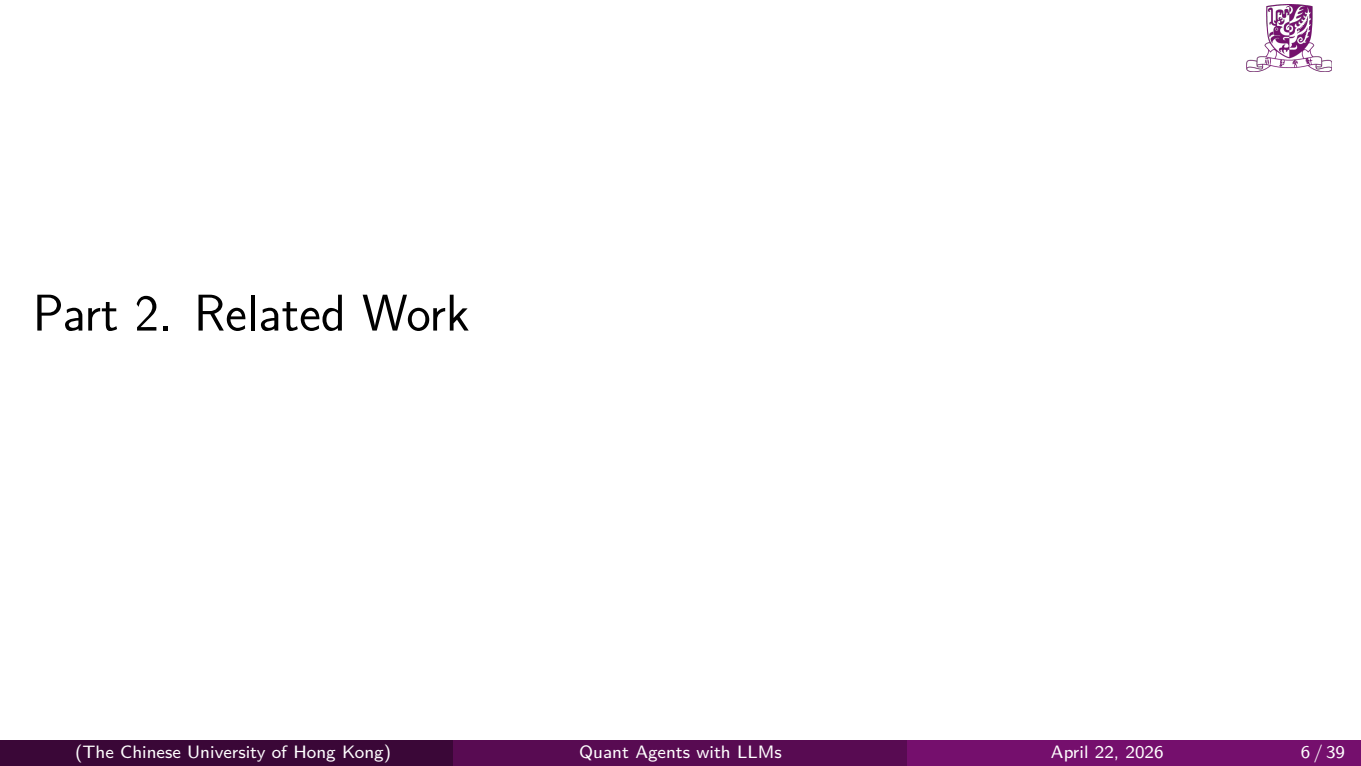 Part 2. Related Work
(The Chinese University of Hong Kong)
Quant Agents with LLMs
April 22, 2026
6 / 39